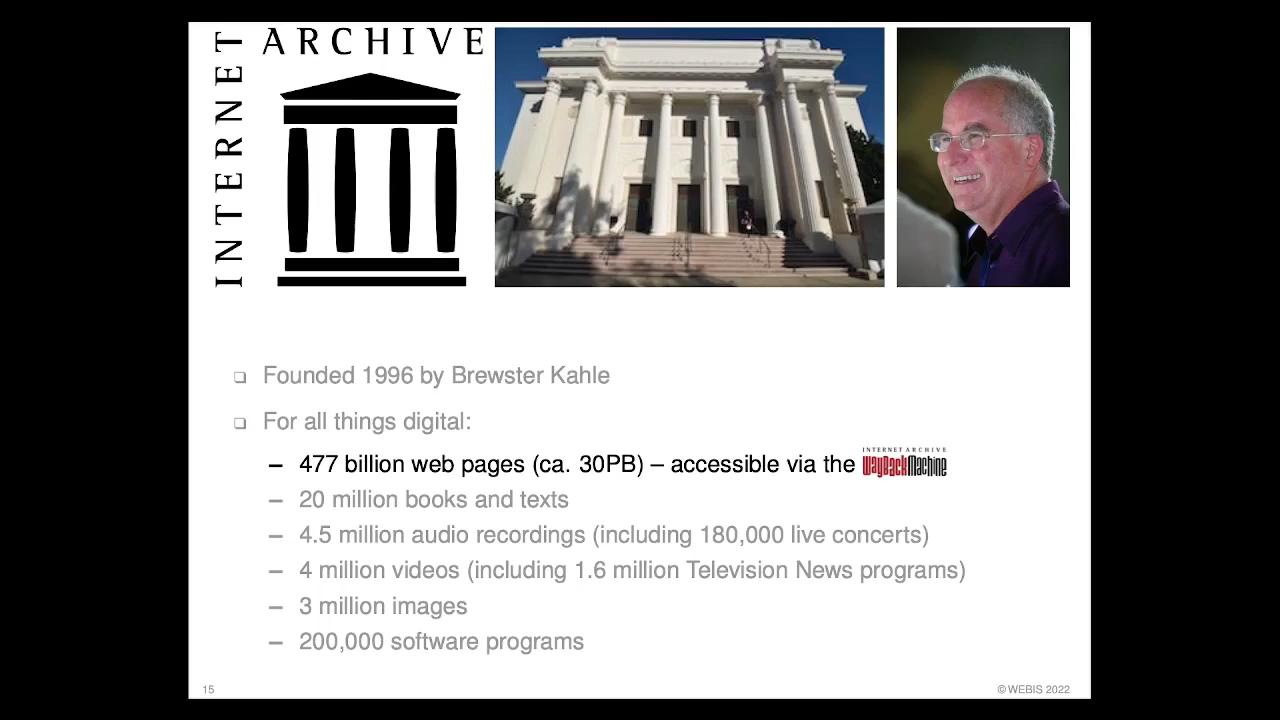 INTERNET
ARCHIVE
❑ Founded 1996 by Brewster Kahle
❑ For all things digital:
– 477 billion web pages (ca. 30PB) – accessible via the INTERNET ARCHIVE WayBackMachine
– 20 million books and texts
– 4.5 million audio recordings (including 180,000 live concerts)
– 4 million videos (including 1.6 million Television News programs)
– 3 million images
– 200,000 software programs
15
© WEBIS 2022